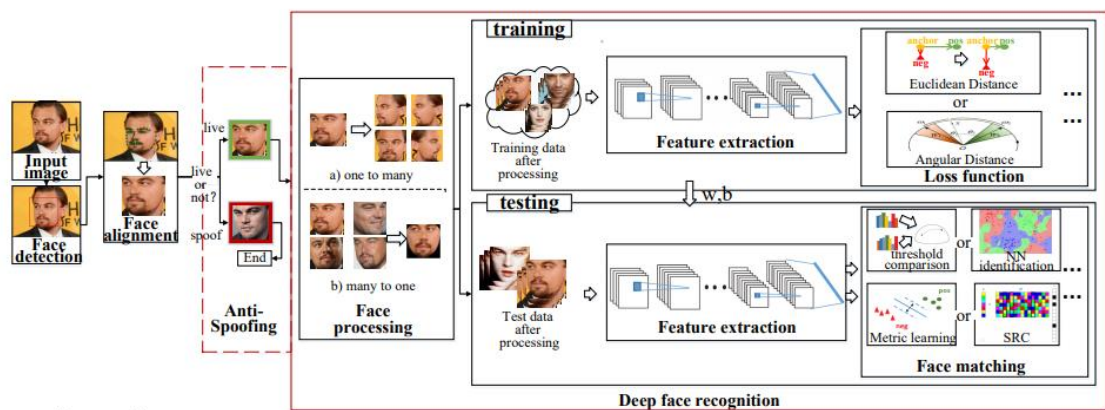 Input
image
Face
detection
Face
alignment
live
live
or
not?
spoof
End
Anti-
Spoofing
a) one to many
b) many to one
Face
processing
training
Training data
after
processing
Feature extraction
anchor pos anchor pos
neg
neg
Euclidean Distance
or
Angular Distance
Loss function
...
...
w,b
testing
Test data
after
processing
Feature extraction
threshold
comparison
or
NN
identification
...
pos
neg
Metric learning
or
SRC
...
Face matching
Deep face recognition